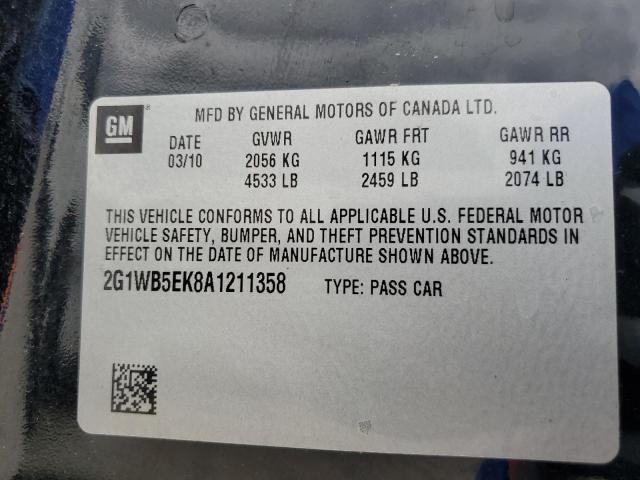 GM
MFD BY GENERAL MOTORS OF CANADA LTD.
DATE GVWR GAWR FRT GAWR RR
03/10 2056 KG 1115 KG 941 KG
4533 LB 2459 LB 2074 LB
THIS VEHICLE CONFORMS TO ALL APPLICABLE U.S. FEDERAL MOTOR
VEHICLE SAFETY, BUMPER, AND THEFT PREVENTION STANDARDS IN
EFFECT ON THE DATE OF MANUFACTURE SHOWN ABOVE.
2G1WB5EK8A1211358 TYPE: PASS CAR